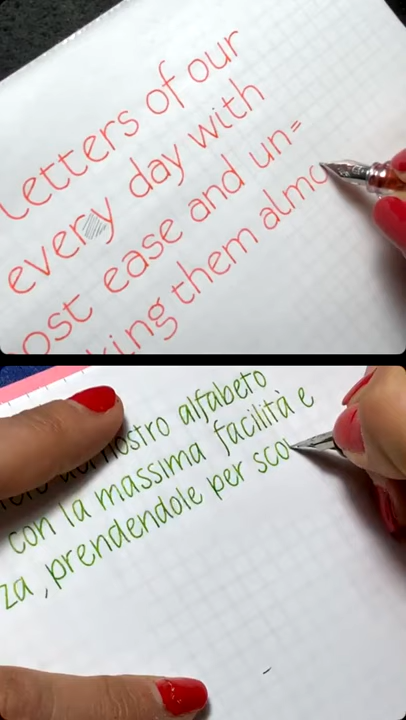 letters of our
every day with
ost ease and un=
king them almo
nostro alfabeto
con la massima facilità e
za, prendendole per sco